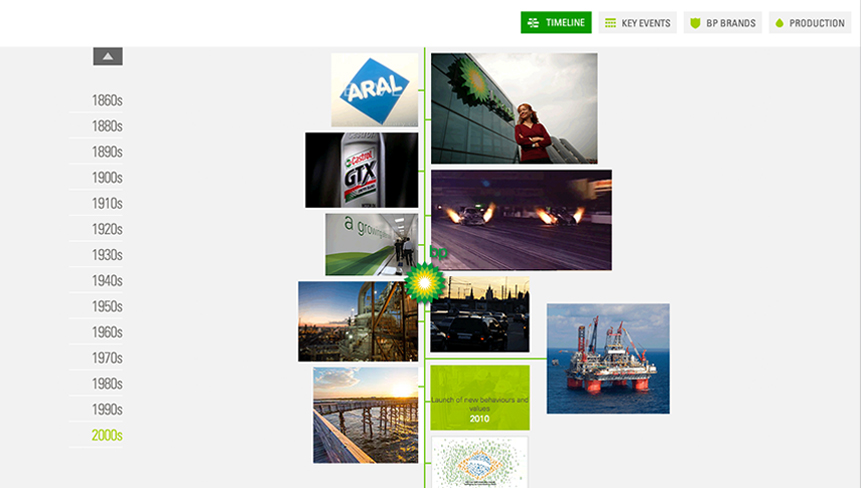 TIMELINE
KEY EVENTS
BP BRANDS
PRODUCTION
1860s
1880s
1890s
1900s
1910s
1920s
1930s
1940s
1950s
1960s
1970s
1980s
1990s
2000s
ARAL
Castrol
GTX
a growing
bp
Launch of new behaviours and
values
2010